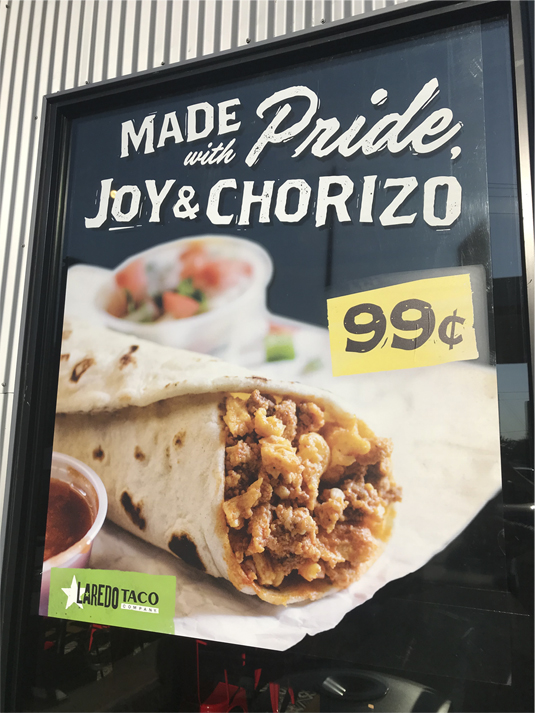 MADE with Pride,
JOY & CHORIZO
99¢
LAREDO TACO
COMPANY